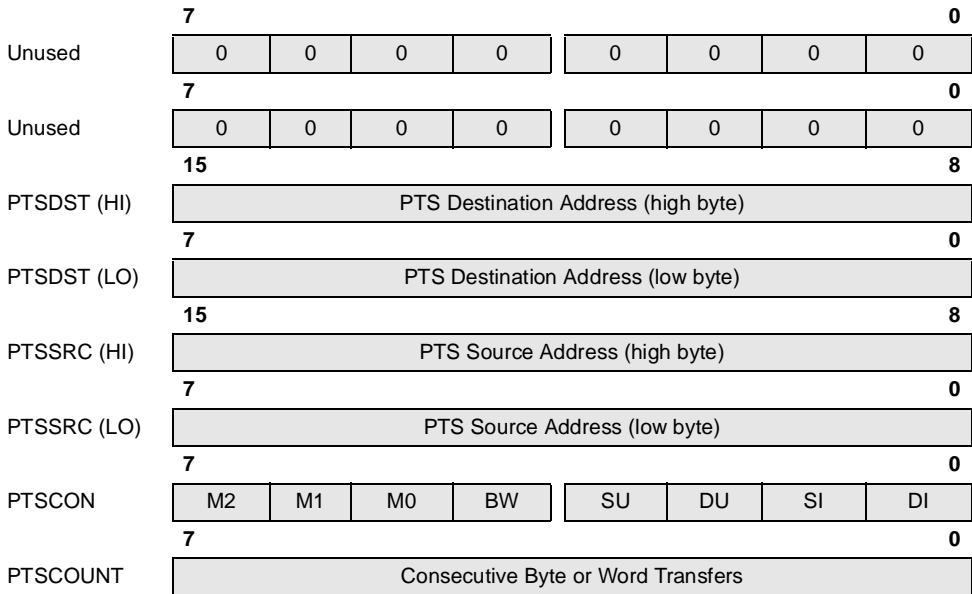 7 0
Unused 0 0 0 0 0 0 0 0
7 0
Unused 0 0 0 0 0 0 0 0
15 8
PTSDST (HI) PTS Destination Address (high byte)
7 0
PTSDST (LO) PTS Destination Address (low byte)
15 8
PTSSRC (HI) PTS Source Address (high byte)
7 0
PTSSRC (LO) PTS Source Address (low byte)
7 0
PTSCON M2 M1 M0 BW SU DU SI DI
7 0
PTSCOUNT Consecutive Byte or Word Transfers